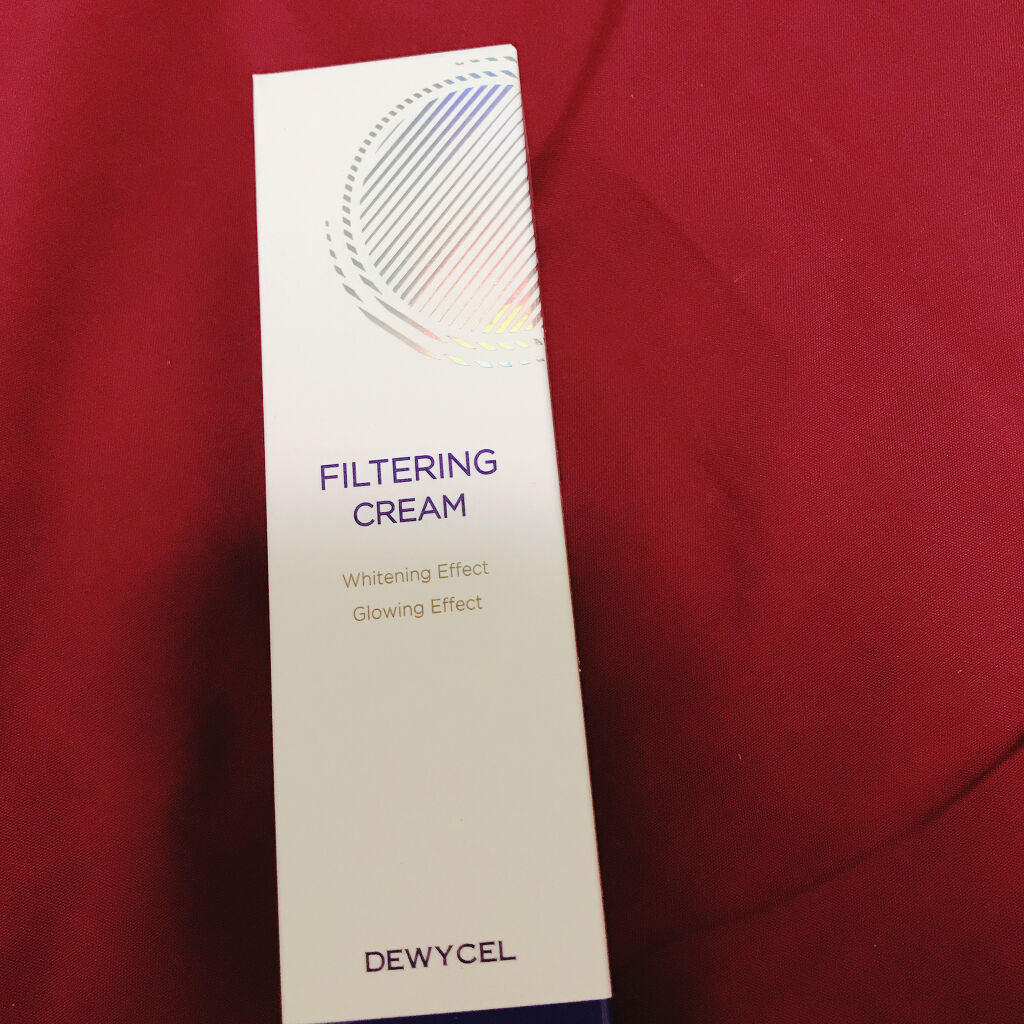 FILTERING
CREAM
Whitening Effect
Glowing Effect
DEWYCEL